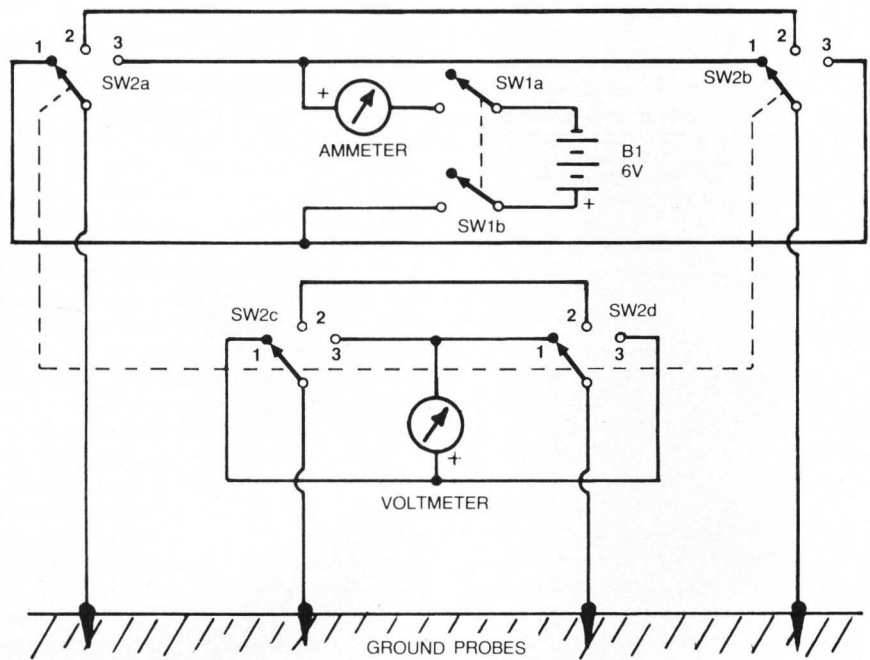 1 2 3
SW2a
1 2 3
SW2b
+
AMMETER
SW1a
B1
6V
+
SW1b
SW2c
1 2 3
SW2d
1 2 3
+
VOLTMETER
GROUND PROBES